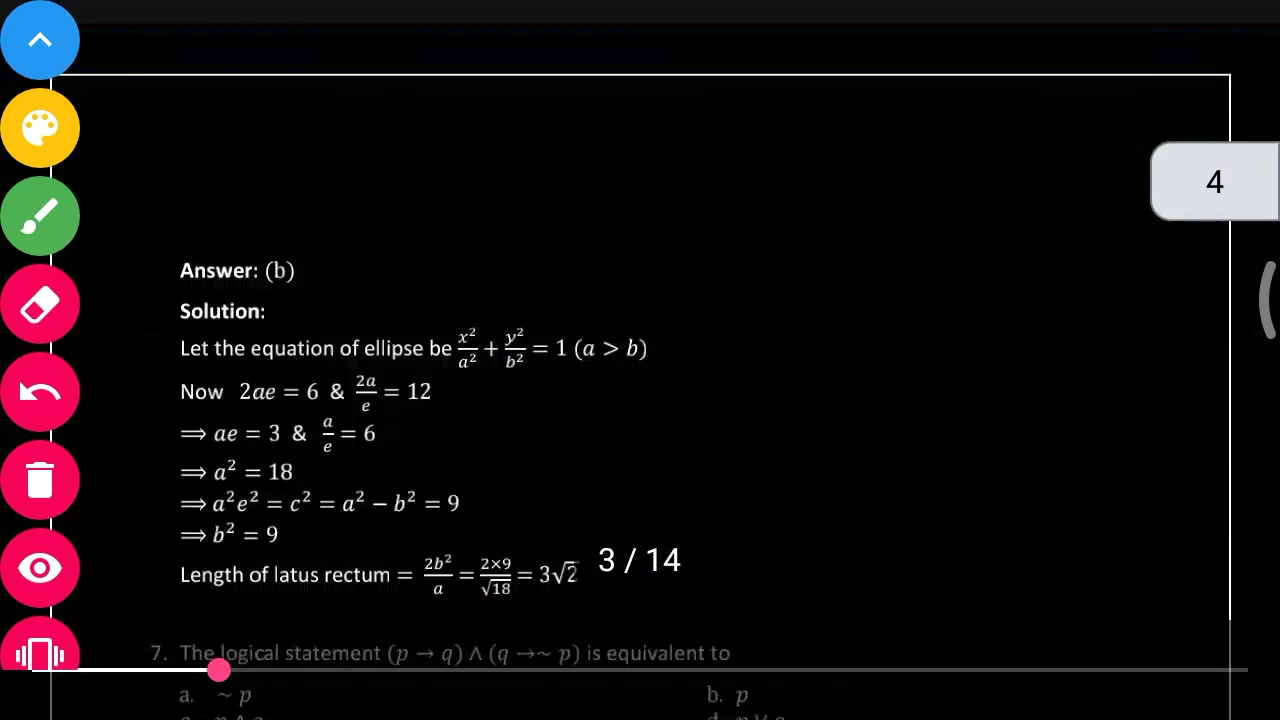 4
Answer: (b)
Solution:
Let the equation of ellipse be x²/a² + y²/b² = 1 (a > b)
Now 2ae = 6 & 2a/e = 12
⟹ ae = 3 & a/e = 6
⟹ a² = 18
⟹ a²e² = c² = a² − b² = 9
⟹ b² = 9
Length of latus rectum = 2b²/a = 2×9/√18 = 3√2
3 / 14
7. The logical statement (p → q) ∧ (q →~ p) is equivalent to
a. ~ p b. p